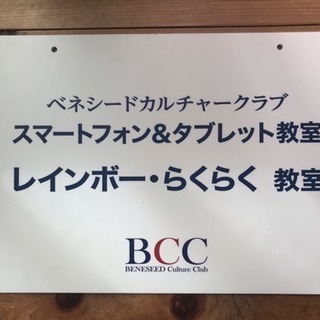 ベネシードカルチャークラブ
スマートフォン&タブレット教室
レインボー・らくらく 教室
BCC
BENESEED Culture Club